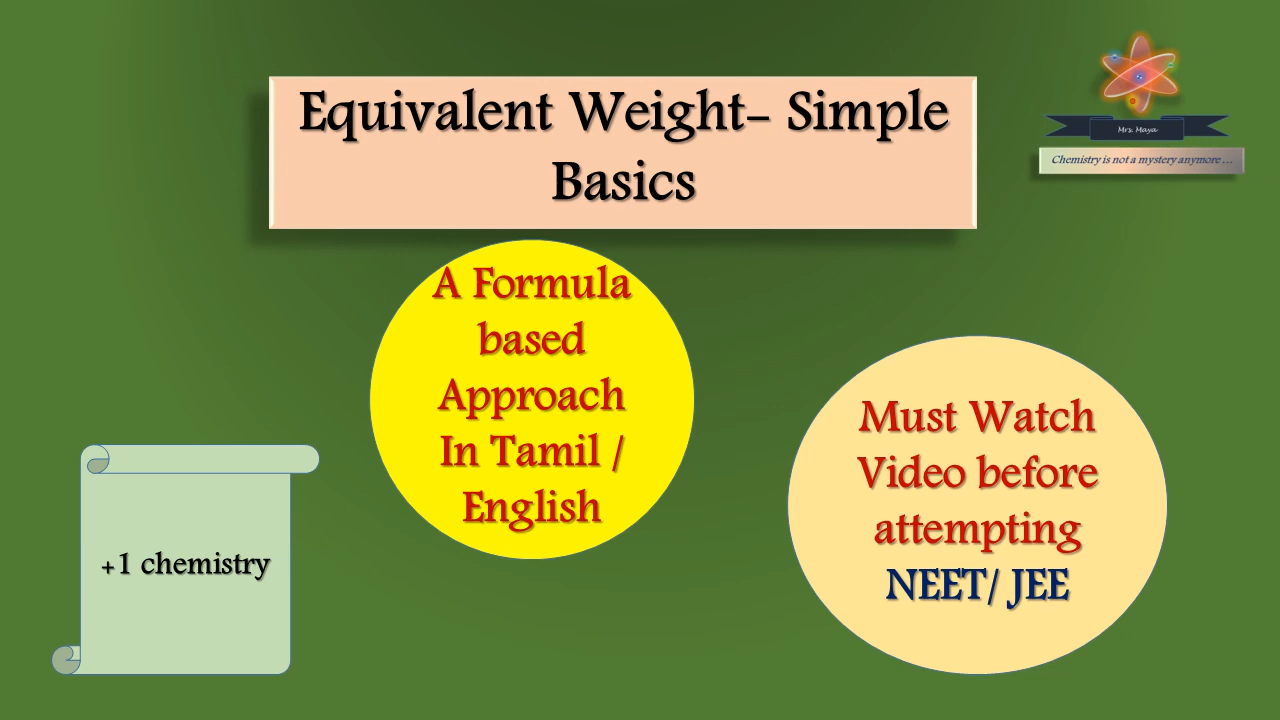 Equivalent Weight- Simple
Basics
Mrs. Maya
Chemistry is not a mystery anymore ...
A Formula
based
Approach
In Tamil /
English
Must Watch
Video before
attempting
NEET/ JEE
+1 chemistry